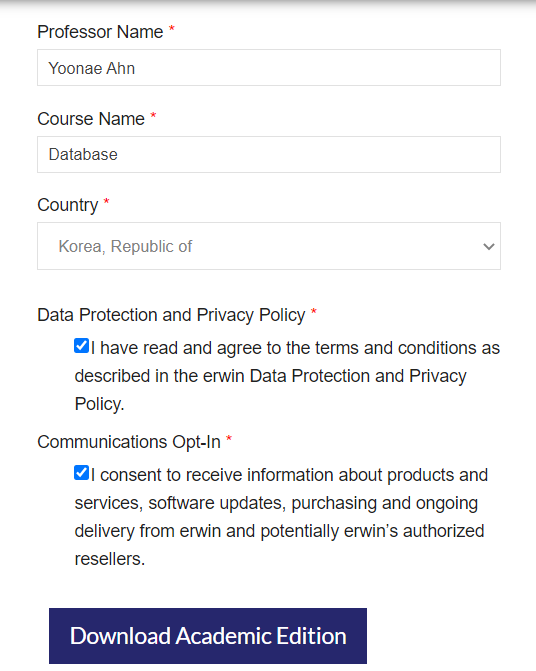 Professor Name *
Yoonae Ahn
Course Name *
Database
Country *
Korea, Republic of
Data Protection and Privacy Policy *
I have read and agree to the terms and conditions as
described in the erwin Data Protection and Privacy
Policy.
Communications Opt-In *
I consent to receive information about products and
services, software updates, purchasing and ongoing
delivery from erwin and potentially erwin’s authorized
resellers.
Download Academic Edition